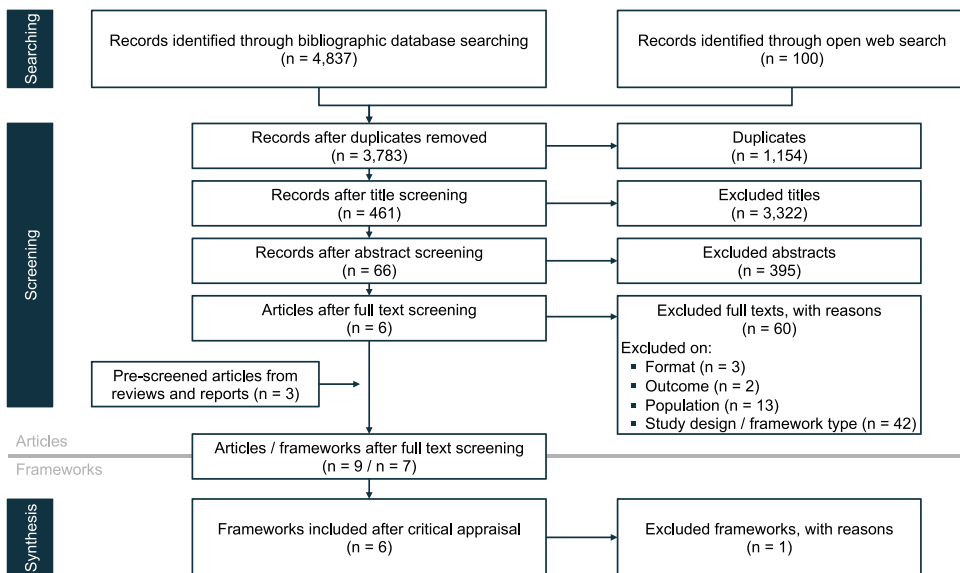 Searching
Records identified through bibliographic database searching
(n = 4,837)
Records identified through open web search
(n = 100)
Screening
Records after duplicates removed
(n = 3,783)
Duplicates
(n = 1,154)
Records after title screening
(n = 461)
Excluded titles
(n = 3,322)
Records after abstract screening
(n = 66)
Excluded abstracts
(n = 395)
Articles after full text screening
(n = 6)
Excluded full texts, with reasons
(n = 60)
Excluded on:
▪ Format (n = 3)
▪ Outcome (n = 2)
▪ Population (n = 13)
▪ Study design / framework type (n = 42)
Pre-screened articles from
reviews and reports (n = 3)
Articles
Frameworks
Articles / frameworks after full text screening
(n = 9 / n = 7)
Synthesis
Frameworks included after critical appraisal
(n = 6)
Excluded frameworks, with reasons
(n = 1)